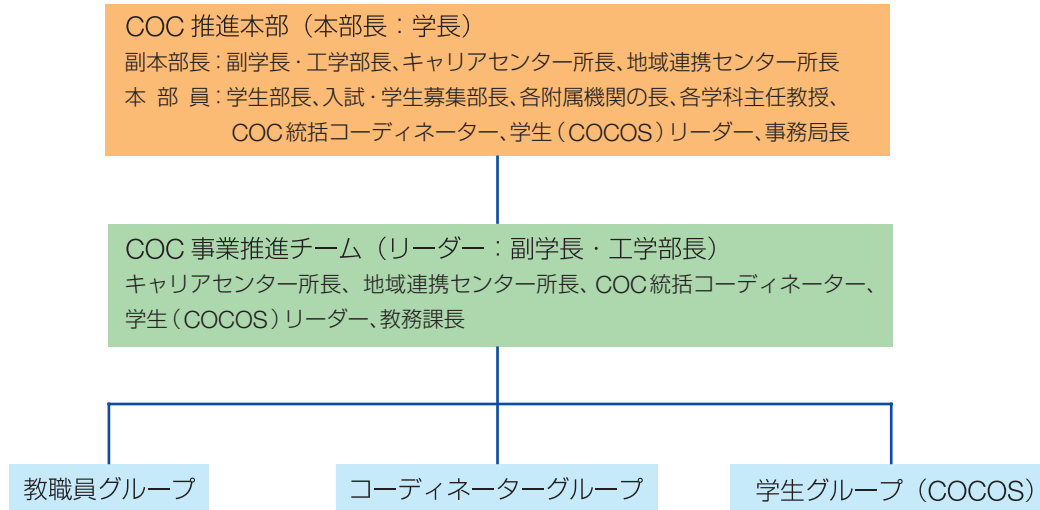 COC 推進本部（本部長：学長）
副本部長：副学長・工学部長、キャリアセンター所長、地域連携センター所長
本 部 員：学生部長、入試・学生募集部長、各附属機関の長、各学科主任教授、
COC統括コーディネーター、学生（COCOS）リーダー、事務局長
COC 事業推進チーム（リーダー：副学長・工学部長）
キャリアセンター所長、地域連携センター所長、COC統括コーディネーター、
学生（COCOS）リーダー、教務課長
教職員グループ
コーディネーターグループ
学生グループ（COCOS）